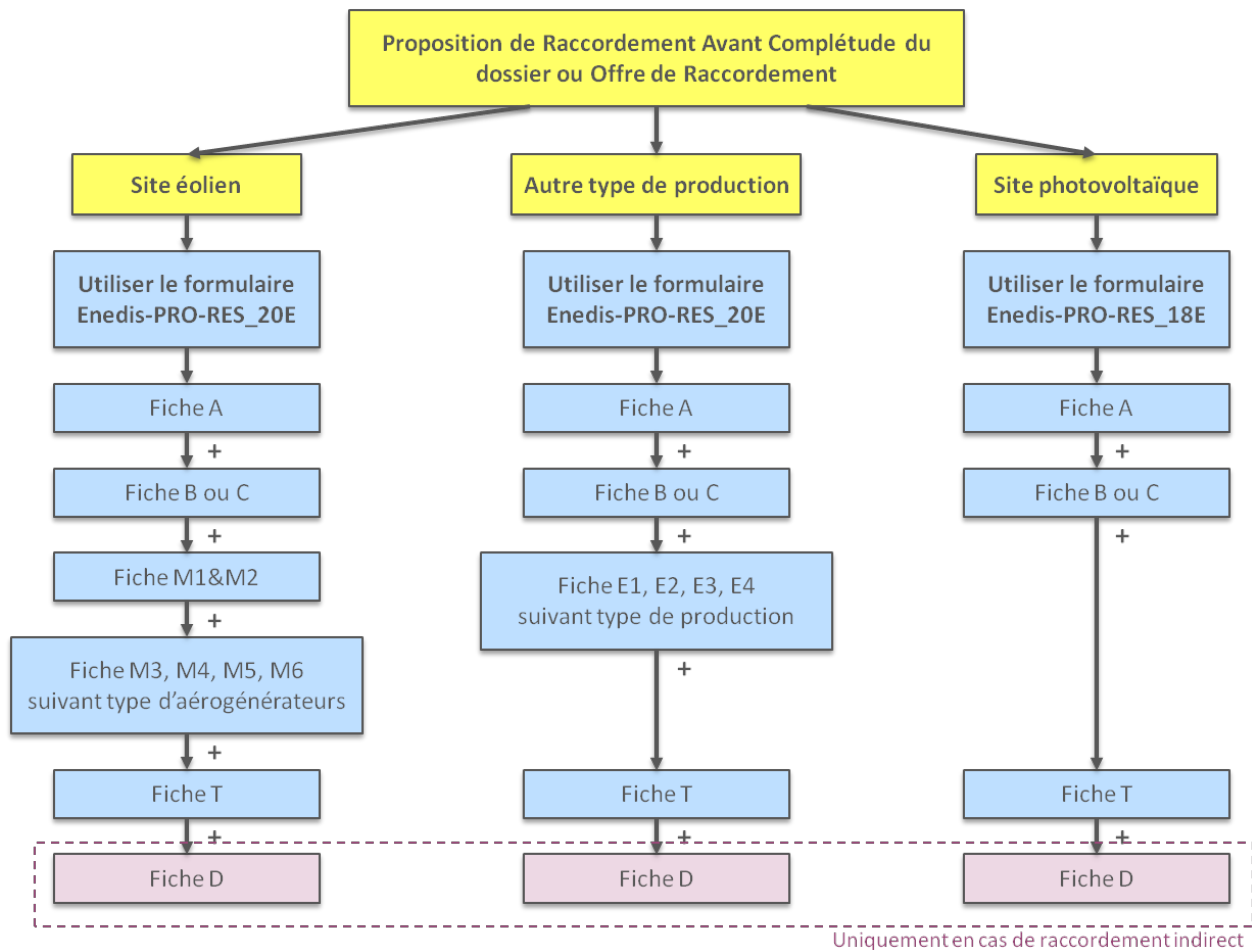 Proposition de Raccordement Avant Complétude du
dossier ou Offre de Raccordement
Site éolien
Autre type de production
Site photovoltaïque
Utiliser le formulaire
Enedis-PRO-RES_20E
Utiliser le formulaire
Enedis-PRO-RES_20E
Utiliser le formulaire
Enedis-PRO-RES_18E
Fiche A
Fiche A
Fiche A
+
+
+
Fiche B ou C
Fiche B ou C
Fiche B ou C
+
+
+
Fiche M1&M2
Fiche E1, E2, E3, E4
suivant type de production
+
+
Fiche M3, M4, M5, M6
suivant type d'aérogénérateurs
+
Fiche T
Fiche T
Fiche T
+
+
+
Fiche D
Fiche D
Fiche D
Uniquement en cas de raccordement indirect